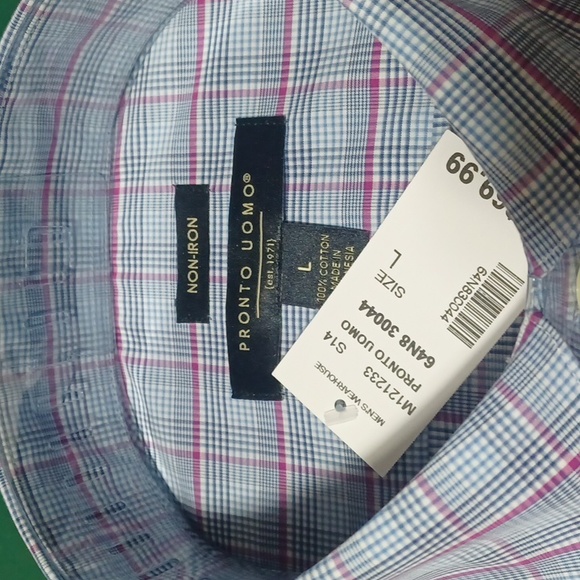 NON-IRON
PRONTO UOMO®
[est. 1971]
L
100% COTTON
MADE IN
MEN'S WEARHOUSE
M121233 S14
PRONTO UOMO
64N8 30044
SIZE L
64N830044
69.99